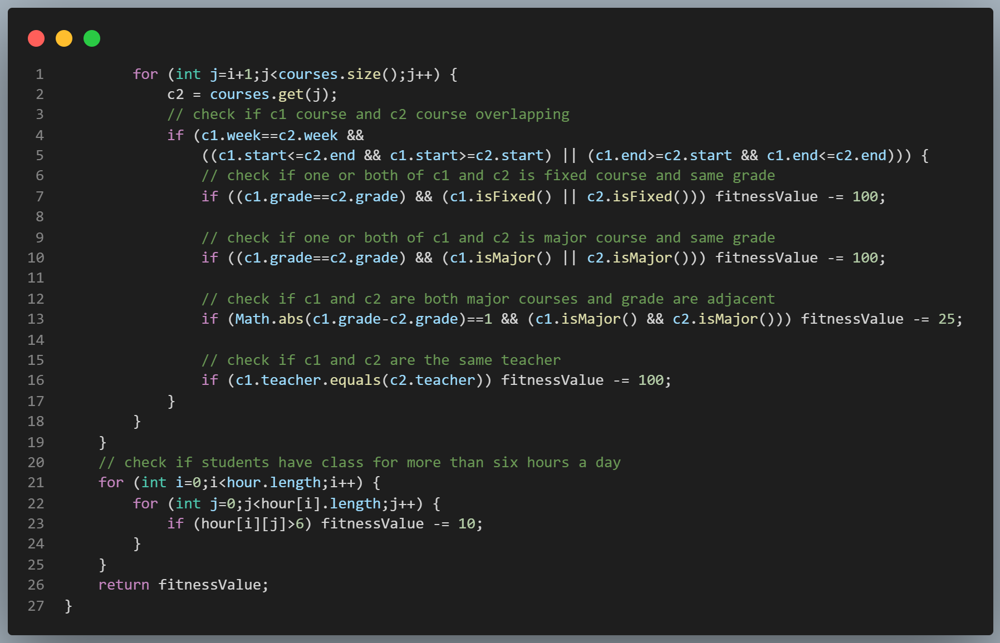 1         for (int j=i+1;j<courses.size();j++) {
2             c2 = courses.get(j);
3             // check if c1 course and c2 course overlapping
4             if (c1.week==c2.week &&
5                 ((c1.start<=c2.end && c1.start>=c2.start) || (c1.end>=c2.start && c1.end<=c2.end))) {
6                 // check if one or both of c1 and c2 is fixed course and same grade
7                 if ((c1.grade==c2.grade) && (c1.isFixed() || c2.isFixed())) fitnessValue -= 100;
8
9                 // check if one or both of c1 and c2 is major course and same grade
10                 if ((c1.grade==c2.grade) && (c1.isMajor() || c2.isMajor())) fitnessValue -= 100;
11
12                 // check if c1 and c2 are both major courses and grade are adjacent
13                 if (Math.abs(c1.grade-c2.grade)==1 && (c1.isMajor() && c2.isMajor())) fitnessValue -= 25;
14
15                 // check if c1 and c2 are the same teacher
16                 if (c1.teacher.equals(c2.teacher)) fitnessValue -= 100;
17             }
18         }
19     }
20     // check if students have class for more than six hours a day
21     for (int i=0;i<hour.length;i++) {
22         for (int j=0;j<hour[i].length;j++) {
23             if (hour[i][j]>6) fitnessValue -= 10;
24         }
25     }
26     return fitnessValue;
27 }